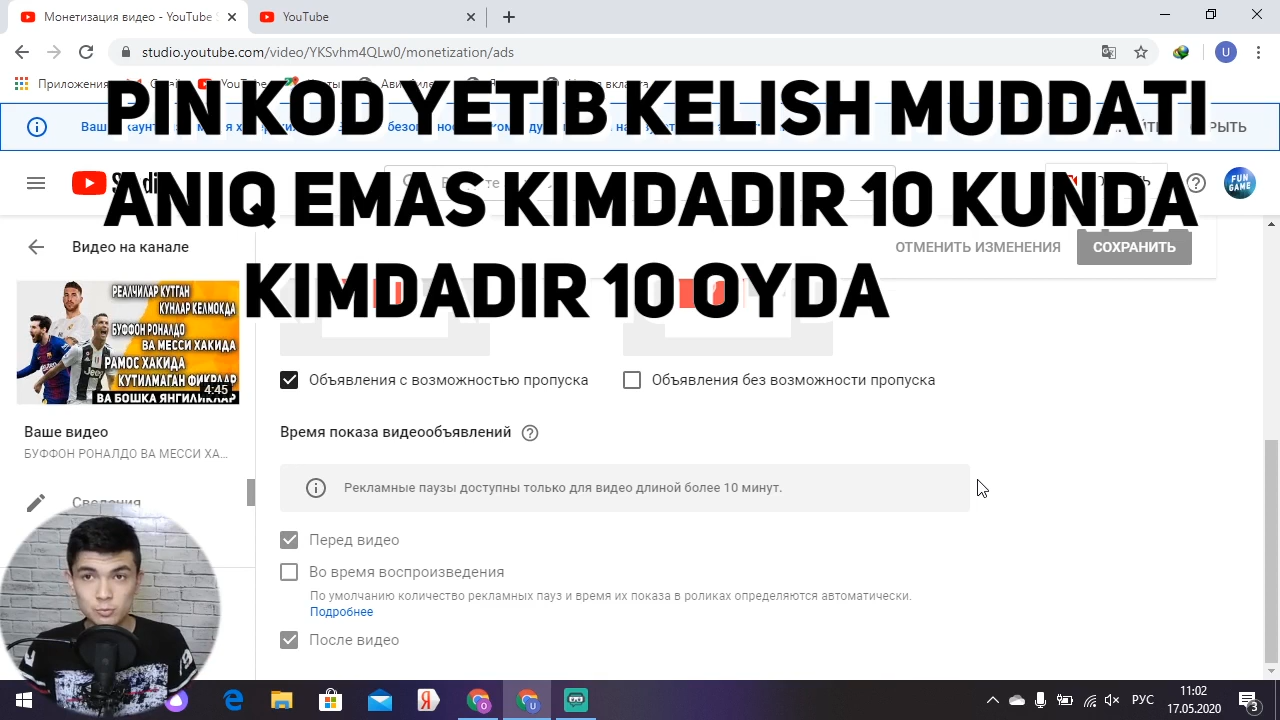 Монетизация видео - YouTube
YouTube
studio.youtube.com/video/YKSvhm4QLw0/monetization/ads
U
Приложения
YouTube
PIN KOD YETIB KELISH MUDDATI
ANIQ EMAS KIMDADIR 10 KUNDA
KIMDADIR 10 OYDA
FUN
GAME
Видео на канале
ОТМЕНИТЬ ИЗМЕНЕНИЯ
СОХРАНИТЬ
РЕАЛЧИЛАР КУТГАН
КУНЛАР КЕЛМОКДА
БУФФОН РОНАЛДО
ВА МЕССИ ХАКИДА
РАМОС ХАКИДА
КУТИЛМАГАН ФИКРЛАР
ВА БОШКА ЯНГИЛИКЛАР
4:45
Объявления с возможностью пропуска
Объявления без возможности пропуска
Ваше видео
БУФФОН РОНАЛДО ВА МЕССИ ХА...
Время показа видеообъявлений
Рекламные паузы доступны только для видео длиной более 10 минут.
Сведения
Перед видео
Во время воспроизведения
По умолчанию количество рекламных пауз и время их показа в роликах определяются автоматически.
Подробнее
После видео
РУС
11:02
17.05.2020
3